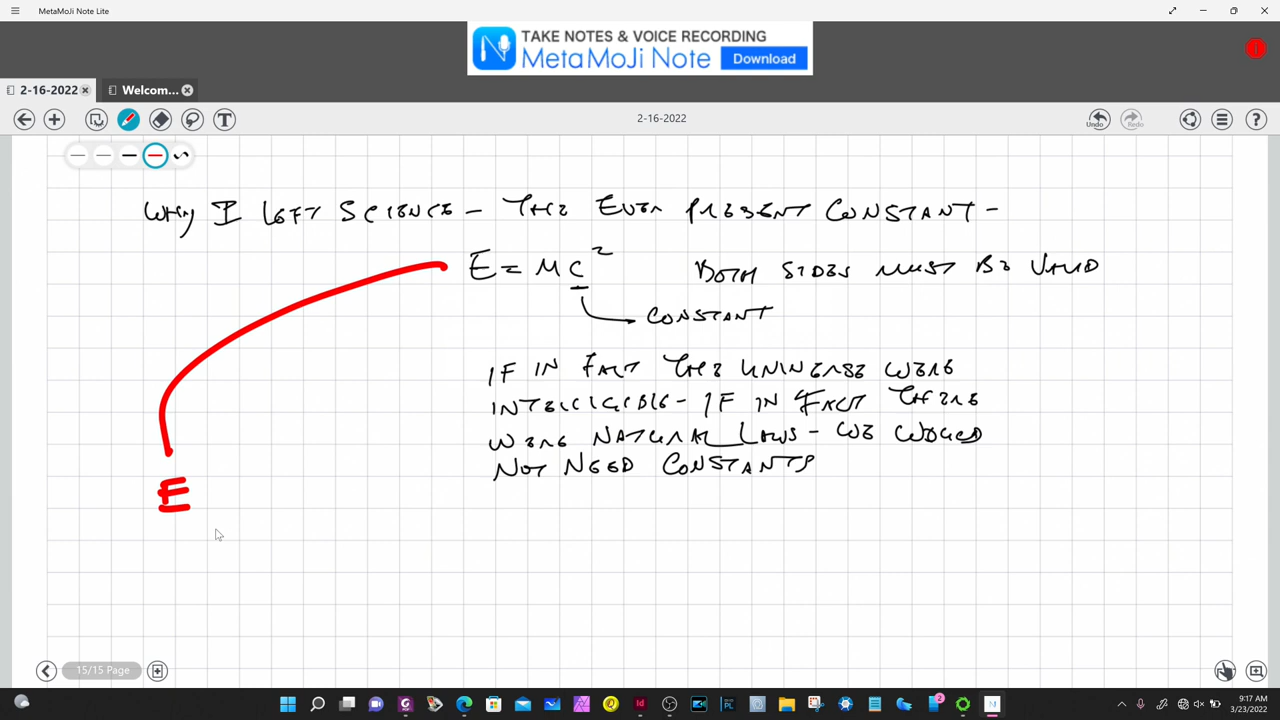 MetaMoJi Note Lite
TAKE NOTES & VOICE RECORDING
MetaMoJi Note Download
2-16-2022
Welcom...
2-16-2022
Undo
Redo
WHY I LEFT SCIENCE - THE EVER PRESENT CONSTANT -
E = MC² BOTH SIDES MUST BE VALID
CONSTANT
IF IN FACT THE UNIVERSE WERE
INTELLIGIBLE - IF IN FACT THERE
WERE NATURAL LAWS - WE WOULD
NOT NEED CONSTANTS
E
15/15 Page
9:17 AM
3/23/2022